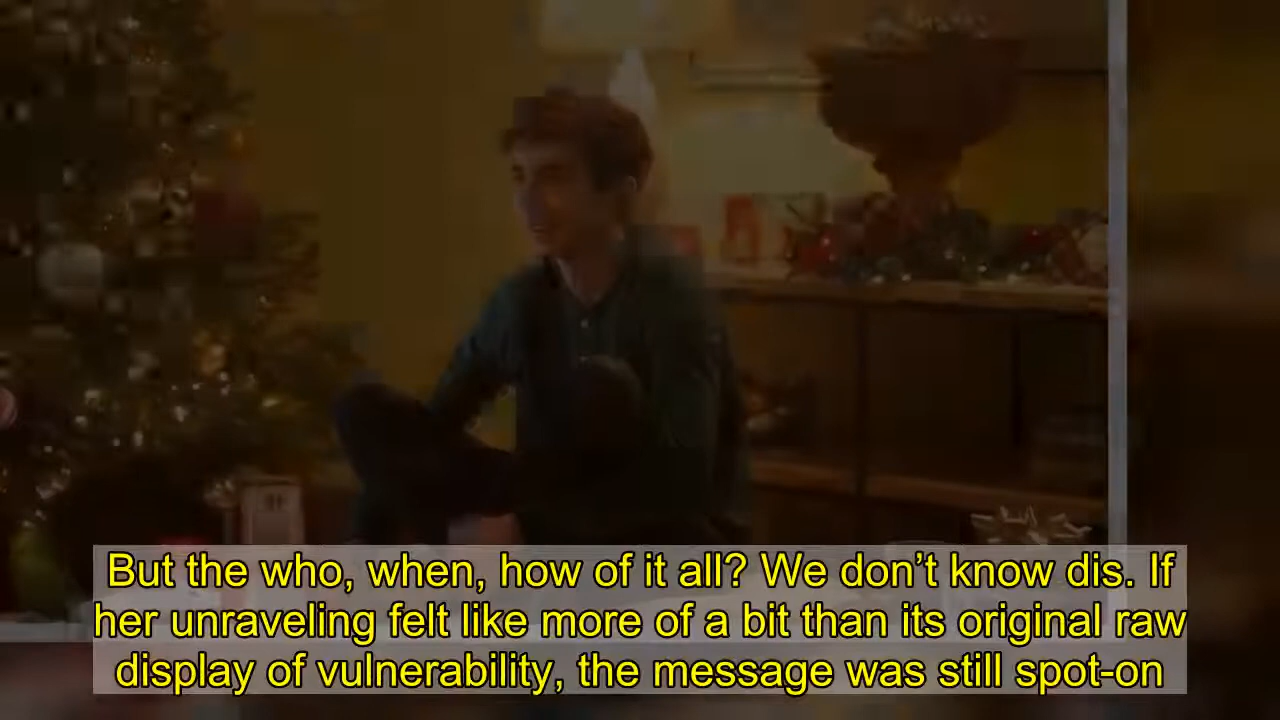 But the who, when, how of it all? We don’t know dis. If
her unraveling felt like more of a bit than its original raw
display of vulnerability, the message was still spot-on